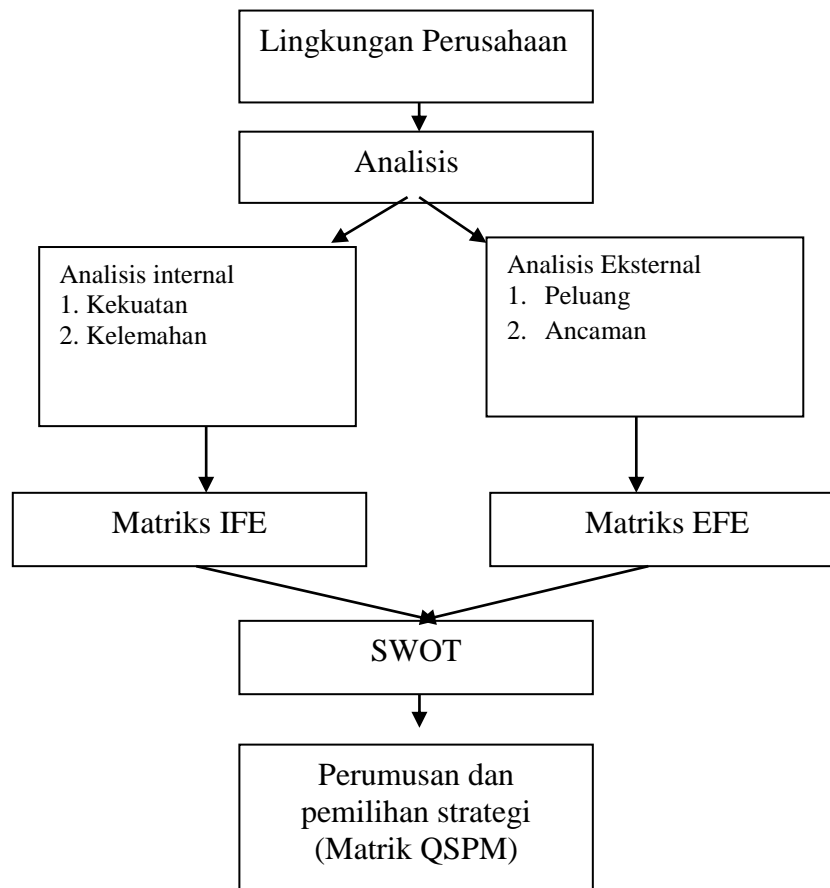 Lingkungan Perusahaan
Analisis
Analisis internal
1. Kekuatan
2. Kelemahan
Analisis Eksternal
1. Peluang
2. Ancaman
Matriks IFE
Matriks EFE
SWOT
Perumusan dan
pemilihan strategi
(Matrik QSPM)